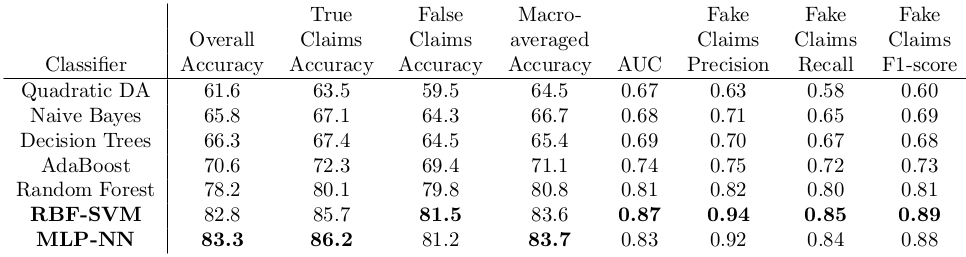 True False Macro- Fake Fake Fake
Overall Claims Claims averaged Claims Claims Claims
Classifier Accuracy Accuracy Accuracy Accuracy AUC Precision Recall F1-score
Quadratic DA 61.6 63.5 59.5 64.5 0.67 0.63 0.58 0.60
Naive Bayes 65.8 67.1 64.3 66.7 0.68 0.71 0.65 0.69
Decision Trees 66.3 67.4 64.5 65.4 0.69 0.70 0.67 0.68
AdaBoost 70.6 72.3 69.4 71.1 0.74 0.75 0.72 0.73
Random Forest 78.2 80.1 79.8 80.8 0.81 0.82 0.80 0.81
RBF-SVM 82.8 85.7 81.5 83.6 0.87 0.94 0.85 0.89
MLP-NN 83.3 86.2 81.2 83.7 0.83 0.92 0.84 0.88